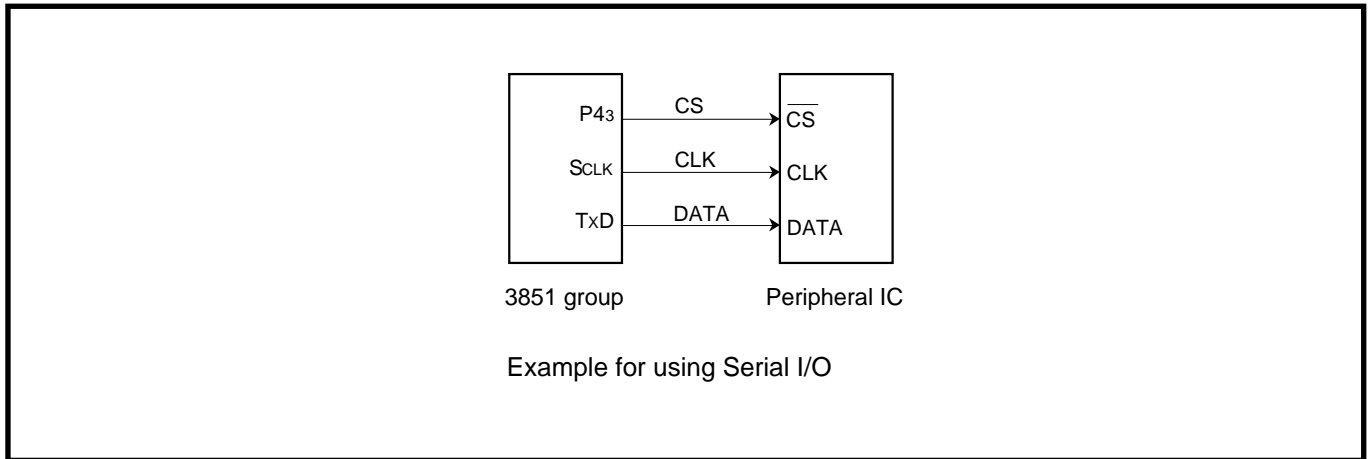 P43 CS CS
SCLK CLK CLK
TxD DATA DATA
3851 group Peripheral IC
Example for using Serial I/O